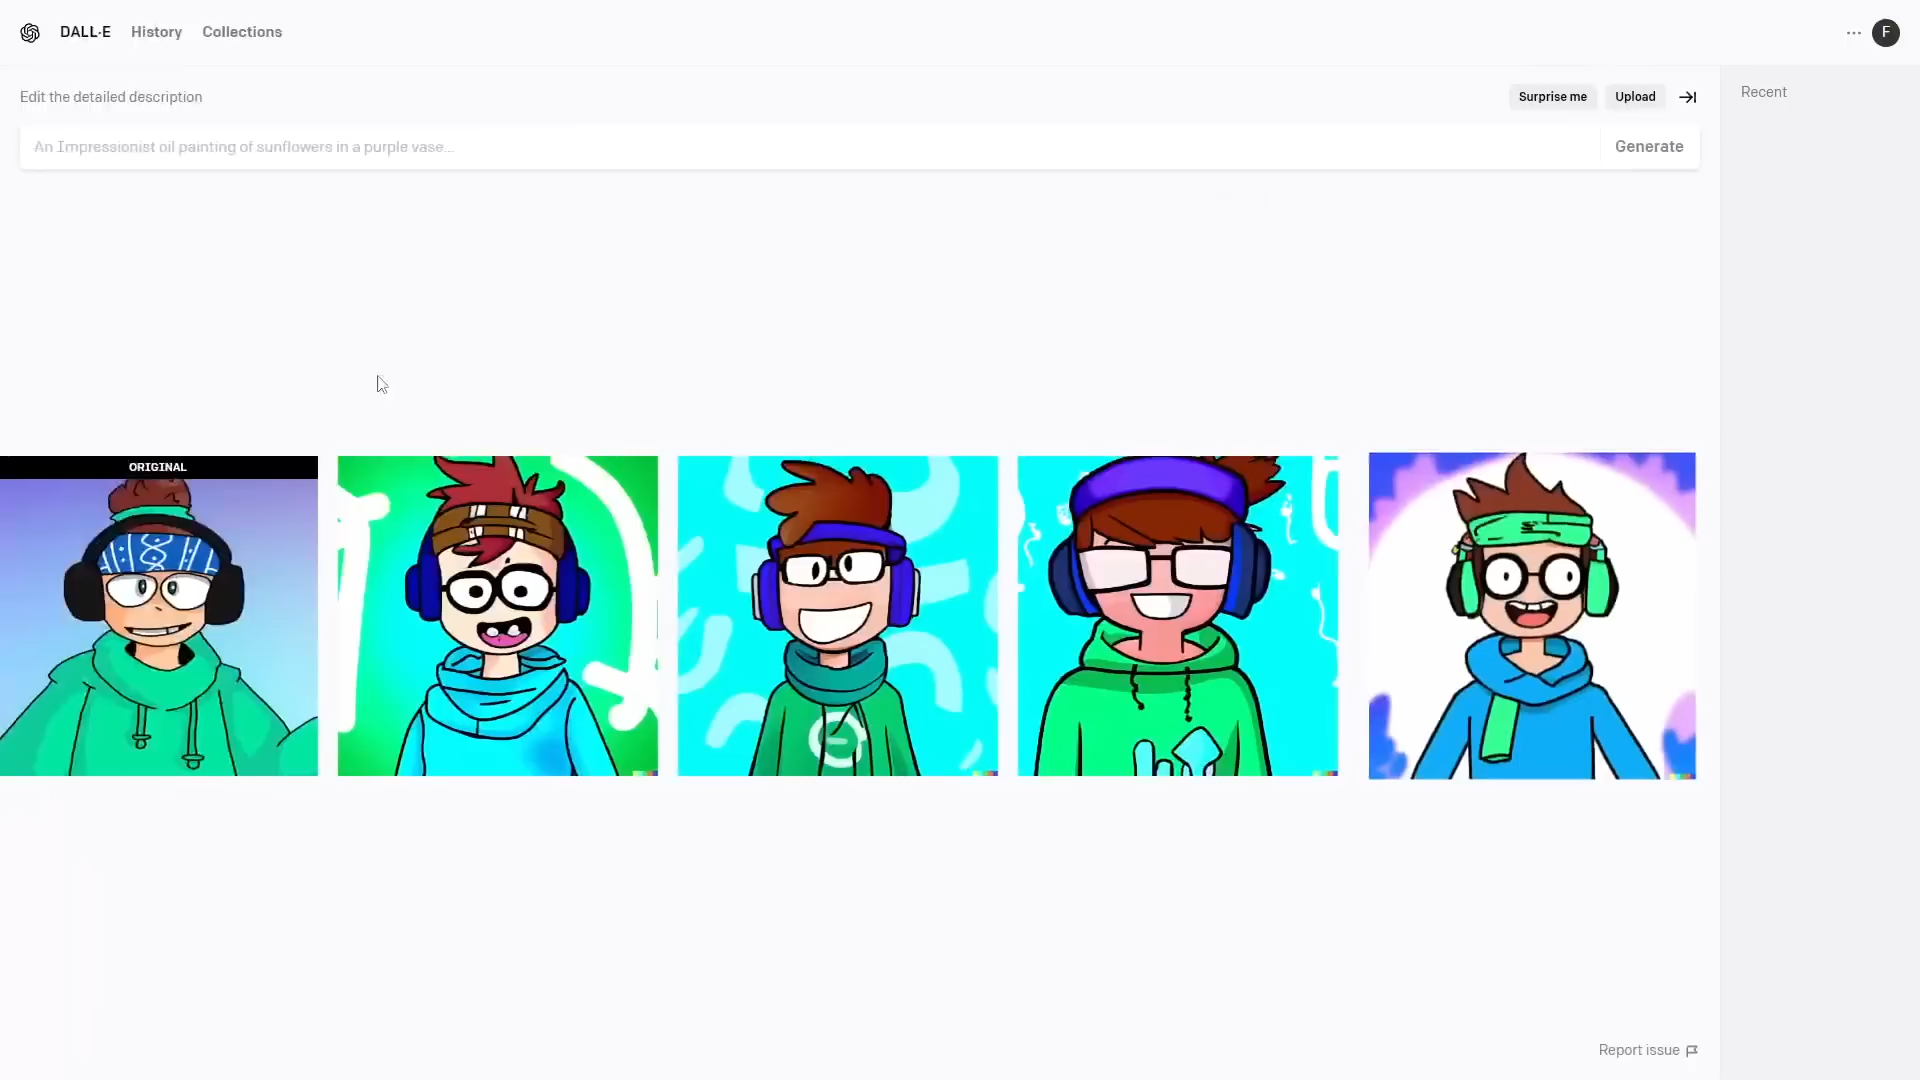 DALL·E History Collections
F
Edit the detailed description
Surprise me
Upload
Recent
An Impressionist oil painting of sunflowers in a purple vase...
Generate
ORIGINAL
Report issue